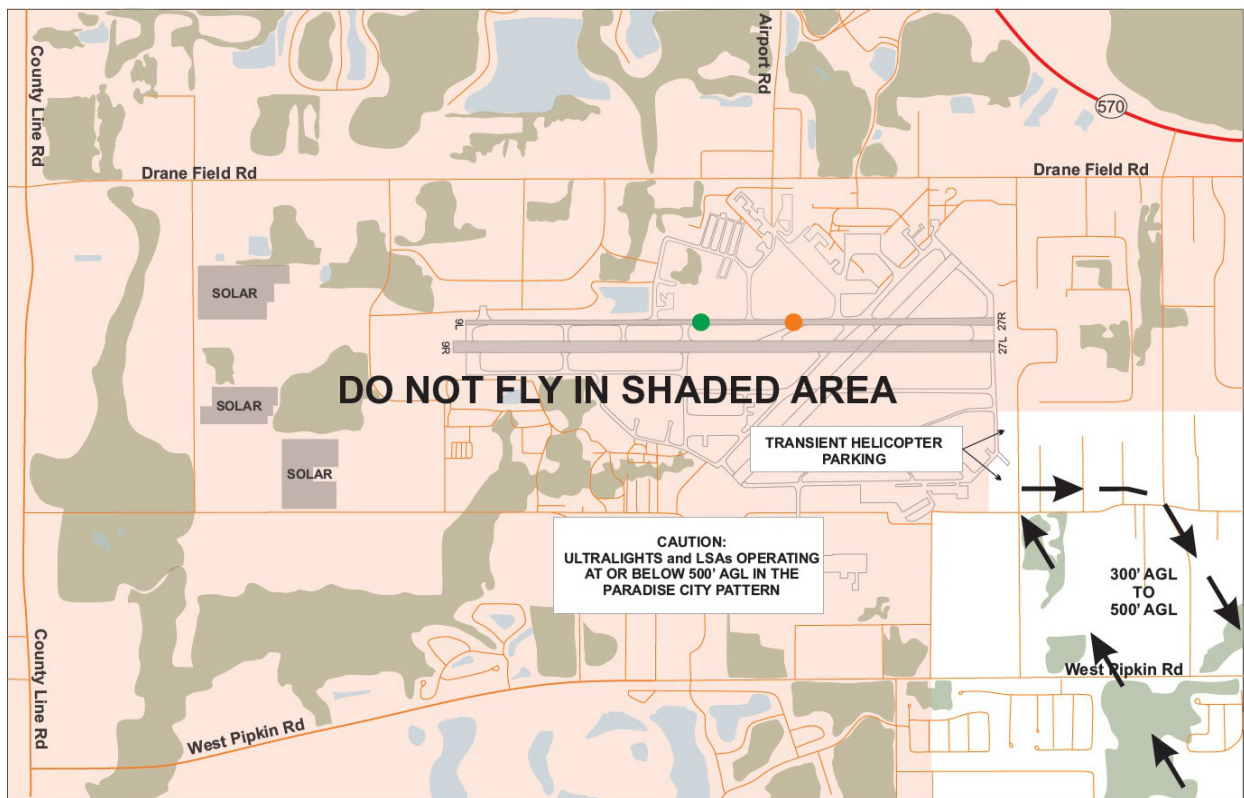 County Line Rd
Airport Rd
570
Drane Field Rd
Drane Field Rd
SOLAR
9L
27R
9R
27L
DO NOT FLY IN SHADED AREA
SOLAR
SOLAR
TRANSIENT HELICOPTER
PARKING
CAUTION:
ULTRALIGHTS and LSAs OPERATING
AT OR BELOW 500' AGL IN THE
PARADISE CITY PATTERN
300' AGL
TO
500' AGL
County Line Rd
West Pipkin Rd
West Pipkin Rd